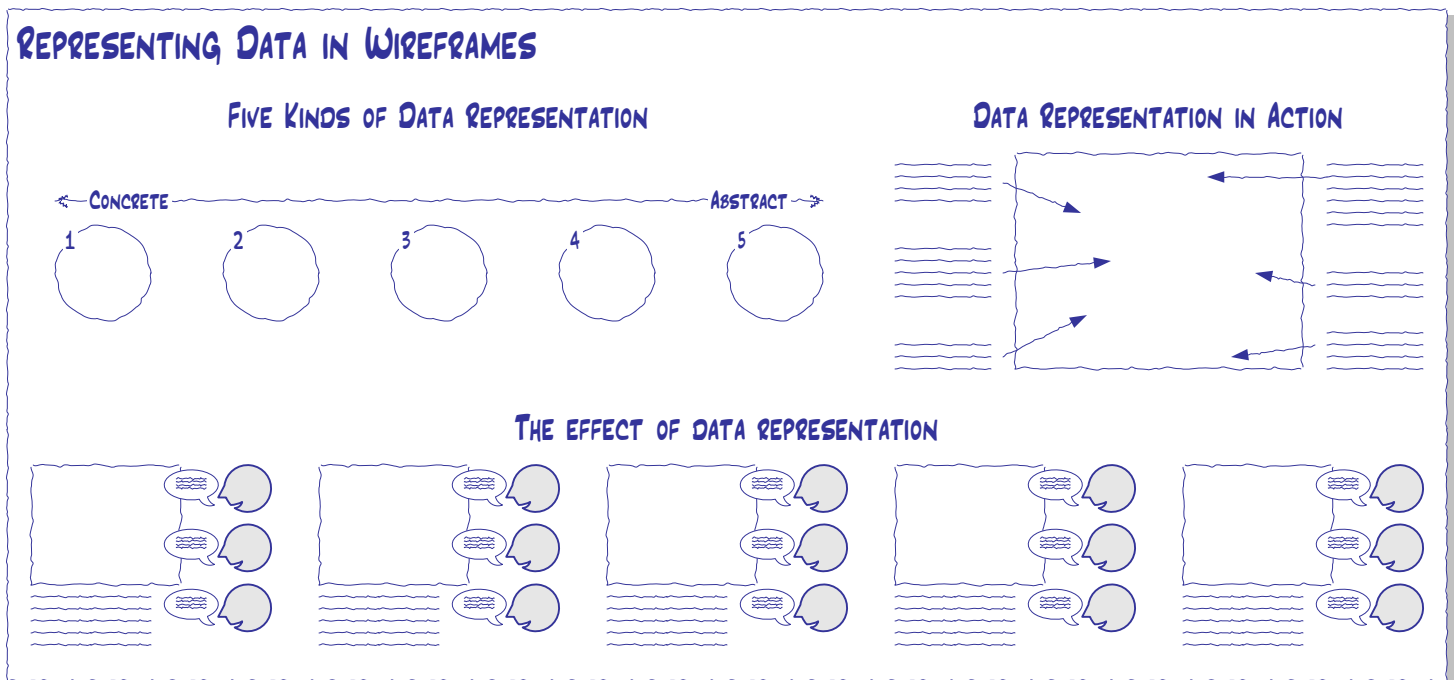 Representing Data in Wireframes
Five Kinds of Data Representation
Data Representation in Action
Concrete
Abstract
1
2
3
4
5
The effect of data representation